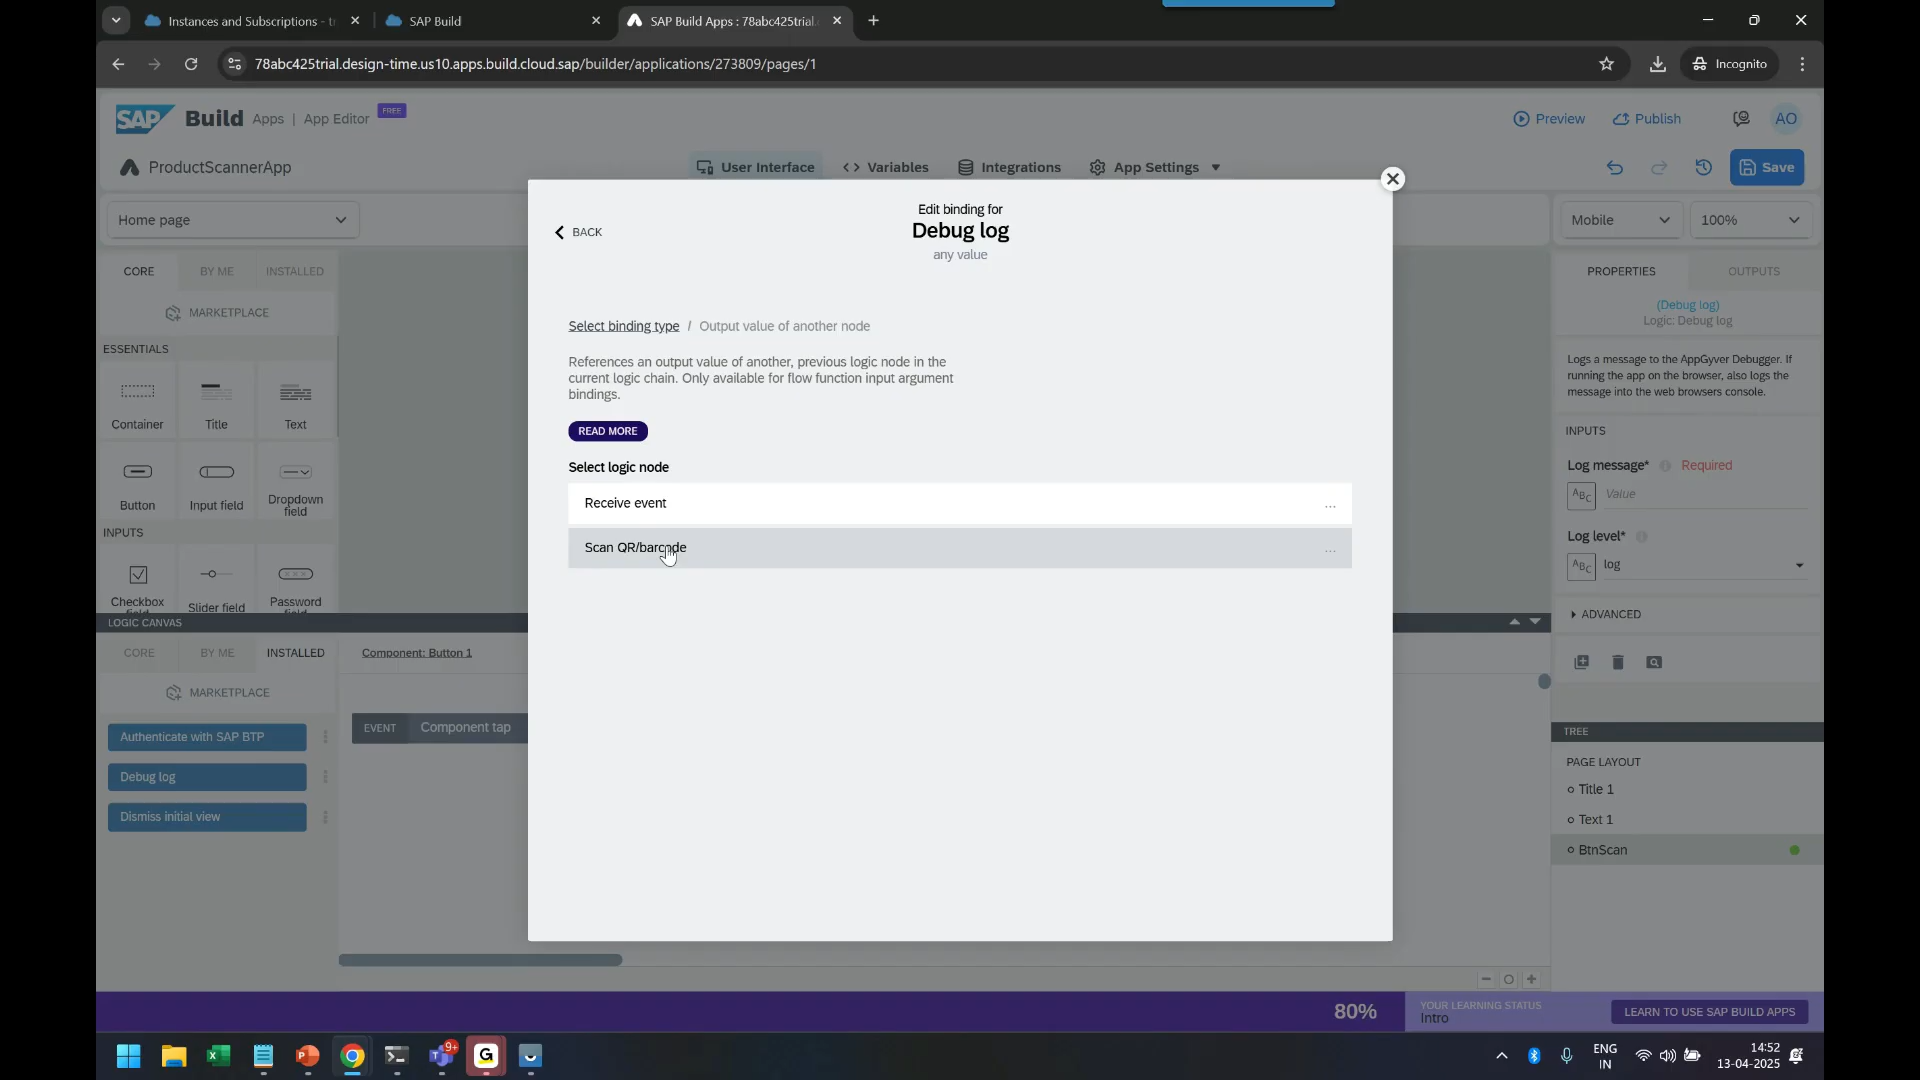 Instances and Subscriptions - t
SAP Build
SAP Build Apps : 78abc425trial.
78abc425trial.design-time.us10.apps.build.cloud.sap/builder/applications/273809/pages/1
Incognito
SAP Build Apps | App Editor FREE
Preview
Publish
AO
ProductScannerApp
User Interface
Variables
Integrations
App Settings
Save
Home page
Mobile
100%
CORE
BY ME
INSTALLED
MARKETPLACE
ESSENTIALS
Container
Title
Text
Button
Input field
Dropdown field
INPUTS
Checkbox
Slider field
Password
BACK
Edit binding for
Debug log
any value
Select binding type / Output value of another node
References an output value of another, previous logic node in the
current logic chain. Only available for flow function input argument
bindings.
READ MORE
Select logic node
Receive event ...
Scan QR/barcode ...
PROPERTIES
OUTPUTS
(Debug log)
Logic: Debug log
Logs a message to the AppGyver Debugger. If
running the app on the browser, also logs the
message into the web browsers console.
INPUTS
Log message* Required
ABC Value
Log level*
ABC log
ADVANCED
LOGIC CANVAS
CORE
BY ME
INSTALLED
Component: Button 1
MARKETPLACE
Authenticate with SAP BTP
Debug log
Dismiss initial view
EVENT Component tap
TREE
PAGE LAYOUT
Title 1
Text 1
BtnScan
80%
YOUR LEARNING STATUS
Intro
LEARN TO USE SAP BUILD APPS
9+
ENG
IN
14:52
13-04-2025